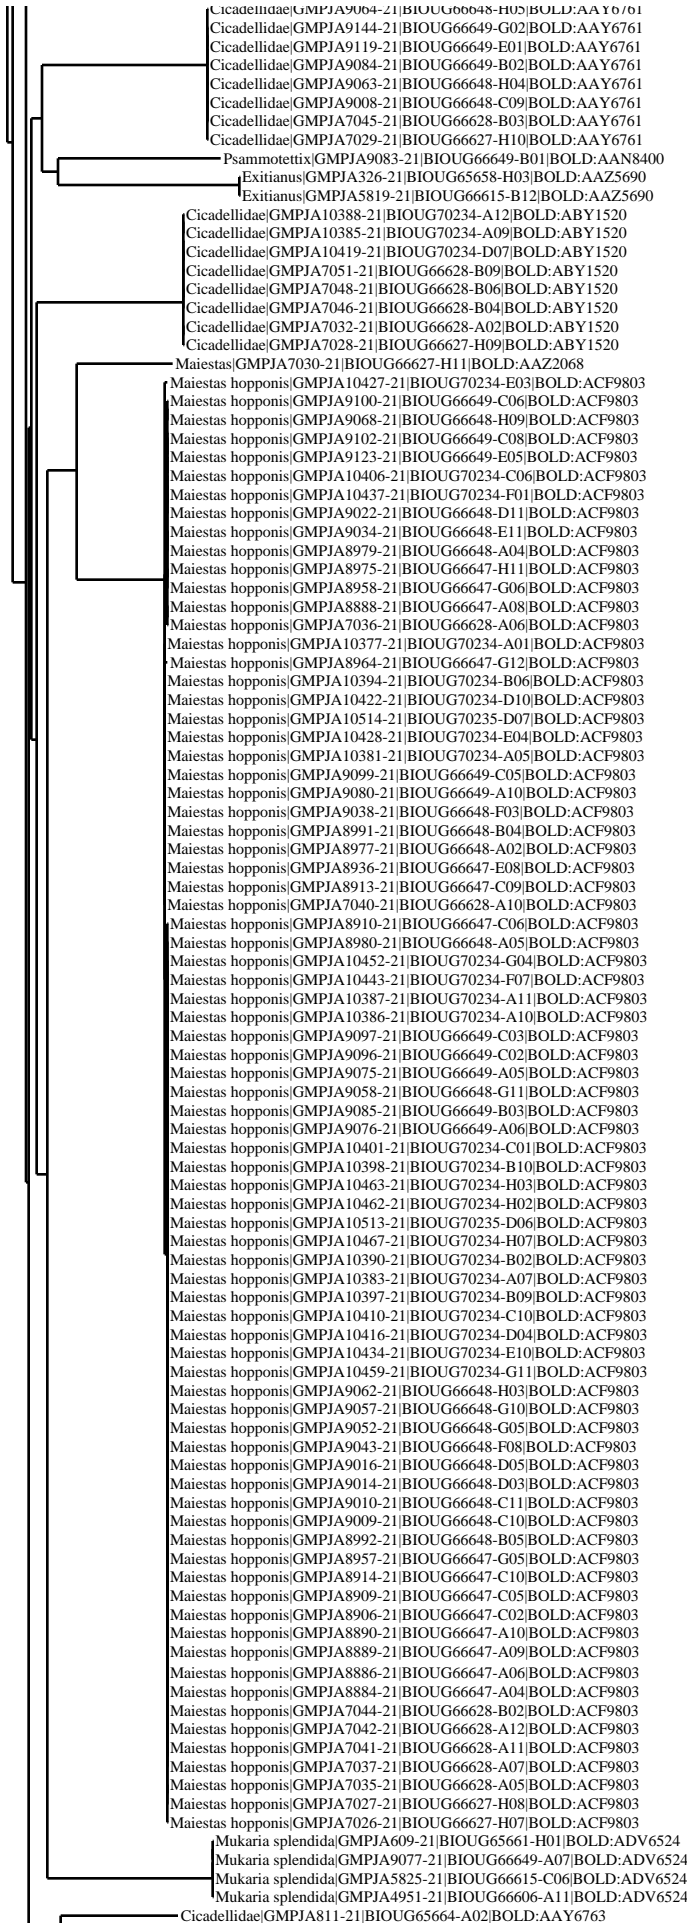 Cicadellidae|GMPJA9064-21|BIOUG66648-H05|BOLD:AAY6761
Cicadellidae|GMPJA9144-21|BIOUG66649-G02|BOLD:AAY6761
Cicadellidae|GMPJA9119-21|BIOUG66649-E01|BOLD:AAY6761
Cicadellidae|GMPJA9084-21|BIOUG66649-B02|BOLD:AAY6761
Cicadellidae|GMPJA9063-21|BIOUG66648-H04|BOLD:AAY6761
Cicadellidae|GMPJA9008-21|BIOUG66648-C09|BOLD:AAY6761
Cicadellidae|GMPJA7045-21|BIOUG66628-B03|BOLD:AAY6761
Cicadellidae|GMPJA7029-21|BIOUG66627-H10|BOLD:AAY6761
Psammotettix|GMPJA9083-21|BIOUG66649-B01|BOLD:AAN8400
Exitianus|GMPJA326-21|BIOUG65658-H03|BOLD:AAZ5690
Exitianus|GMPJA5819-21|BIOUG66615-B12|BOLD:AAZ5690
Cicadellidae|GMPJA10388-21|BIOUG70234-A12|BOLD:ABY1520
Cicadellidae|GMPJA10385-21|BIOUG70234-A09|BOLD:ABY1520
Cicadellidae|GMPJA10419-21|BIOUG70234-D07|BOLD:ABY1520
Cicadellidae|GMPJA7051-21|BIOUG66628-B09|BOLD:ABY1520
Cicadellidae|GMPJA7048-21|BIOUG66628-B06|BOLD:ABY1520
Cicadellidae|GMPJA7046-21|BIOUG66628-B04|BOLD:ABY1520
Cicadellidae|GMPJA7032-21|BIOUG66628-A02|BOLD:ABY1520
Cicadellidae|GMPJA7028-21|BIOUG66627-H09|BOLD:ABY1520
Maiestas|GMPJA7030-21|BIOUG66627-H11|BOLD:AAZ2068
Maiestas hopponis|GMPJA10427-21|BIOUG70234-E03|BOLD:ACF9803
Maiestas hopponis|GMPJA9100-21|BIOUG66649-C06|BOLD:ACF9803
Maiestas hopponis|GMPJA9068-21|BIOUG66648-H09|BOLD:ACF9803
Maiestas hopponis|GMPJA9102-21|BIOUG66649-C08|BOLD:ACF9803
Maiestas hopponis|GMPJA9123-21|BIOUG66649-E05|BOLD:ACF9803
Maiestas hopponis|GMPJA10406-21|BIOUG70234-C06|BOLD:ACF9803
Maiestas hopponis|GMPJA10437-21|BIOUG70234-F01|BOLD:ACF9803
Maiestas hopponis|GMPJA9022-21|BIOUG66648-D11|BOLD:ACF9803
Maiestas hopponis|GMPJA9034-21|BIOUG66648-E11|BOLD:ACF9803
Maiestas hopponis|GMPJA8979-21|BIOUG66648-A04|BOLD:ACF9803
Maiestas hopponis|GMPJA8975-21|BIOUG66647-H11|BOLD:ACF9803
Maiestas hopponis|GMPJA8958-21|BIOUG66647-G06|BOLD:ACF9803
Maiestas hopponis|GMPJA8888-21|BIOUG66647-A08|BOLD:ACF9803
Maiestas hopponis|GMPJA7036-21|BIOUG66628-A06|BOLD:ACF9803
Maiestas hopponis|GMPJA10377-21|BIOUG70234-A01|BOLD:ACF9803
Maiestas hopponis|GMPJA8964-21|BIOUG66647-G12|BOLD:ACF9803
Maiestas hopponis|GMPJA10394-21|BIOUG70234-B06|BOLD:ACF9803
Maiestas hopponis|GMPJA10422-21|BIOUG70234-D10|BOLD:ACF9803
Maiestas hopponis|GMPJA10514-21|BIOUG70235-D07|BOLD:ACF9803
Maiestas hopponis|GMPJA10428-21|BIOUG70234-E04|BOLD:ACF9803
Maiestas hopponis|GMPJA10381-21|BIOUG70234-A05|BOLD:ACF9803
Maiestas hopponis|GMPJA9099-21|BIOUG66649-C05|BOLD:ACF9803
Maiestas hopponis|GMPJA9080-21|BIOUG66649-A10|BOLD:ACF9803
Maiestas hopponis|GMPJA9038-21|BIOUG66648-F03|BOLD:ACF9803
Maiestas hopponis|GMPJA8991-21|BIOUG66648-B04|BOLD:ACF9803
Maiestas hopponis|GMPJA8977-21|BIOUG66648-A02|BOLD:ACF9803
Maiestas hopponis|GMPJA8936-21|BIOUG66647-E08|BOLD:ACF9803
Maiestas hopponis|GMPJA8913-21|BIOUG66647-C09|BOLD:ACF9803
Maiestas hopponis|GMPJA7040-21|BIOUG66628-A10|BOLD:ACF9803
Maiestas hopponis|GMPJA8910-21|BIOUG66647-C06|BOLD:ACF9803
Maiestas hopponis|GMPJA8980-21|BIOUG66648-A05|BOLD:ACF9803
Maiestas hopponis|GMPJA10452-21|BIOUG70234-G04|BOLD:ACF9803
Maiestas hopponis|GMPJA10443-21|BIOUG70234-F07|BOLD:ACF9803
Maiestas hopponis|GMPJA10387-21|BIOUG70234-A11|BOLD:ACF9803
Maiestas hopponis|GMPJA10386-21|BIOUG70234-A10|BOLD:ACF9803
Maiestas hopponis|GMPJA9097-21|BIOUG66649-C03|BOLD:ACF9803
Maiestas hopponis|GMPJA9096-21|BIOUG66649-C02|BOLD:ACF9803
Maiestas hopponis|GMPJA9075-21|BIOUG66649-A05|BOLD:ACF9803
Maiestas hopponis|GMPJA9058-21|BIOUG66648-G11|BOLD:ACF9803
Maiestas hopponis|GMPJA9085-21|BIOUG66649-B03|BOLD:ACF9803
Maiestas hopponis|GMPJA9076-21|BIOUG66649-A06|BOLD:ACF9803
Maiestas hopponis|GMPJA10401-21|BIOUG70234-C01|BOLD:ACF9803
Maiestas hopponis|GMPJA10398-21|BIOUG70234-B10|BOLD:ACF9803
Maiestas hopponis|GMPJA10463-21|BIOUG70234-H03|BOLD:ACF9803
Maiestas hopponis|GMPJA10462-21|BIOUG70234-H02|BOLD:ACF9803
Maiestas hopponis|GMPJA10513-21|BIOUG70235-D06|BOLD:ACF9803
Maiestas hopponis|GMPJA10467-21|BIOUG70234-H07|BOLD:ACF9803
Maiestas hopponis|GMPJA10390-21|BIOUG70234-B02|BOLD:ACF9803
Maiestas hopponis|GMPJA10383-21|BIOUG70234-A07|BOLD:ACF9803
Maiestas hopponis|GMPJA10397-21|BIOUG70234-B09|BOLD:ACF9803
Maiestas hopponis|GMPJA10410-21|BIOUG70234-C10|BOLD:ACF9803
Maiestas hopponis|GMPJA10416-21|BIOUG70234-D04|BOLD:ACF9803
Maiestas hopponis|GMPJA10434-21|BIOUG70234-E10|BOLD:ACF9803
Maiestas hopponis|GMPJA10459-21|BIOUG70234-G11|BOLD:ACF9803
Maiestas hopponis|GMPJA9062-21|BIOUG66648-H03|BOLD:ACF9803
Maiestas hopponis|GMPJA9057-21|BIOUG66648-G10|BOLD:ACF9803
Maiestas hopponis|GMPJA9052-21|BIOUG66648-G05|BOLD:ACF9803
Maiestas hopponis|GMPJA9043-21|BIOUG66648-F08|BOLD:ACF9803
Maiestas hopponis|GMPJA9016-21|BIOUG66648-D05|BOLD:ACF9803
Maiestas hopponis|GMPJA9014-21|BIOUG66648-D03|BOLD:ACF9803
Maiestas hopponis|GMPJA9010-21|BIOUG66648-C11|BOLD:ACF9803
Maiestas hopponis|GMPJA9009-21|BIOUG66648-C10|BOLD:ACF9803
Maiestas hopponis|GMPJA8992-21|BIOUG66648-B05|BOLD:ACF9803
Maiestas hopponis|GMPJA8957-21|BIOUG66647-G05|BOLD:ACF9803
Maiestas hopponis|GMPJA8914-21|BIOUG66647-C10|BOLD:ACF9803
Maiestas hopponis|GMPJA8909-21|BIOUG66647-C05|BOLD:ACF9803
Maiestas hopponis|GMPJA8906-21|BIOUG66647-C02|BOLD:ACF9803
Maiestas hopponis|GMPJA8890-21|BIOUG66647-A10|BOLD:ACF9803
Maiestas hopponis|GMPJA8889-21|BIOUG66647-A09|BOLD:ACF9803
Maiestas hopponis|GMPJA8886-21|BIOUG66647-A06|BOLD:ACF9803
Maiestas hopponis|GMPJA8884-21|BIOUG66647-A04|BOLD:ACF9803
Maiestas hopponis|GMPJA7044-21|BIOUG66628-B02|BOLD:ACF9803
Maiestas hopponis|GMPJA7042-21|BIOUG66628-A12|BOLD:ACF9803
Maiestas hopponis|GMPJA7041-21|BIOUG66628-A11|BOLD:ACF9803
Maiestas hopponis|GMPJA7037-21|BIOUG66628-A07|BOLD:ACF9803
Maiestas hopponis|GMPJA7035-21|BIOUG66628-A05|BOLD:ACF9803
Maiestas hopponis|GMPJA7027-21|BIOUG66627-H08|BOLD:ACF9803
Maiestas hopponis|GMPJA7026-21|BIOUG66627-H07|BOLD:ACF9803
Mukaria splendida|GMPJA609-21|BIOUG65661-H01|BOLD:ADV6524
Mukaria splendida|GMPJA9077-21|BIOUG66649-A07|BOLD:ADV6524
Mukaria splendida|GMPJA5825-21|BIOUG66615-C06|BOLD:ADV6524
Mukaria splendida|GMPJA4951-21|BIOUG66606-A11|BOLD:ADV6524
Cicadellidae|GMPJA811-21|BIOUG65664-A02|BOLD:AAY6763